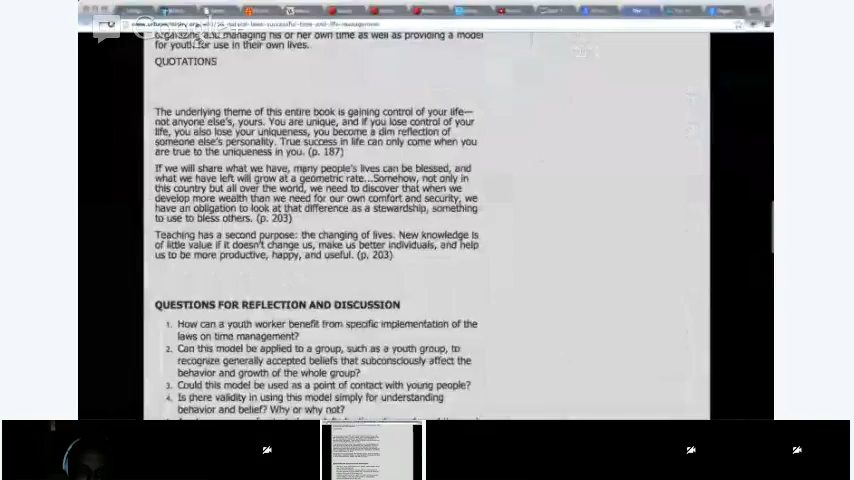 organizing and managing his or her own time as well as providing a model
for youth for use in their own lives.
QUOTATIONS
The underlying theme of this entire book is gaining control of your life—
not anyone else's, yours. You are unique, and if you lose control of your
life, you also lose your uniqueness, you become a dim reflection of
someone else's personality. True success in life can only come when you
are true to the uniqueness in you. (p. 187)
If we will share what we have, many people's lives can be blessed, and
what we have left will grow at a geometric rate...Somehow, not only in
this country but all over the world, we need to discover that when we
develop more wealth than we need for our own comfort and security, we
have an obligation to look at that difference as a stewardship, something
to use to bless others. (p. 203)
Teaching has a second purpose: the changing of lives. New knowledge is
of little value if it doesn't change us, make us better individuals, and help
us to be more productive, happy, and useful. (p. 203)
QUESTIONS FOR REFLECTION AND DISCUSSION
1. How can a youth worker benefit from specific implementation of the
laws on time management?
2. Can this model be applied to a group, such as a youth group, to
recognize generally accepted beliefs that subconsciously affect the
behavior and growth of the whole group?
3. Could this model be used as a point of contact with young people?
4. Is there validity in using this model simply for understanding
behavior and belief? Why or why not?